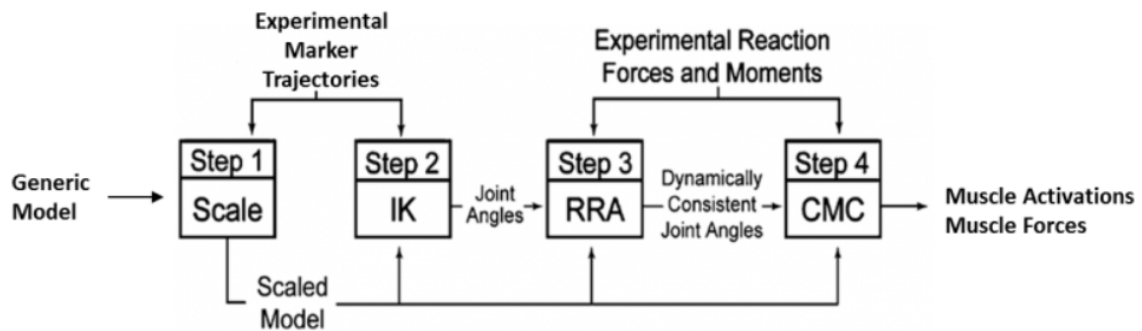 Experimental
Marker
Trajectories
Experimental Reaction
Forces and Moments
Generic
Model
Step 1
Scale
Step 2
IK
Joint
Angles
Step 3
RRA
Dynamically
Consistent
Joint Angles
Step 4
CMC
Muscle Activations
Muscle Forces
Scaled
Model